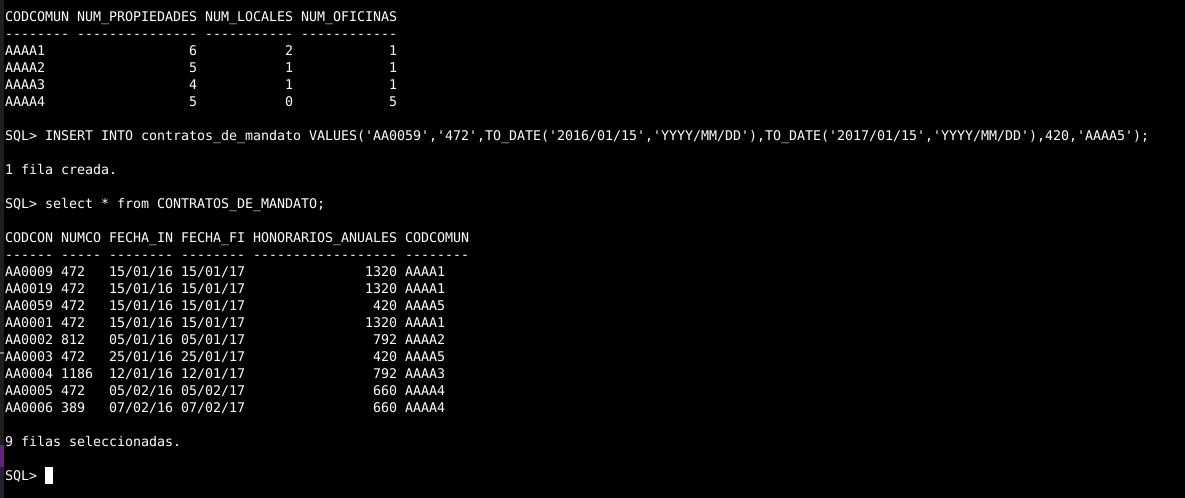 CODCOMUN NUM_PROPIEDADES NUM_LOCALES NUM_OFICINAS
-------- --------------- ----------- ------------
AAAA1                  6           2            1
AAAA2                  5           1            1
AAAA3                  4           1            1
AAAA4                  5           0            5
SQL> INSERT INTO contratos_de_mandato VALUES('AA0059','472',TO_DATE('2016/01/15','YYYY/MM/DD'),TO_DATE('2017/01/15','YYYY/MM/DD'),420,'AAAA5');
1 fila creada.
SQL> select * from CONTRATOS_DE_MANDATO;
CODCON NUMCO FECHA_IN FECHA_FI HONORARIOS_ANUALES CODCOMUN
------ ----- -------- -------- ------------------ --------
AA0009 472   15/01/16 15/01/17               1320 AAAA1
AA0019 472   15/01/16 15/01/17               1320 AAAA1
AA0059 472   15/01/16 15/01/17                420 AAAA5
AA0001 472   15/01/16 15/01/17               1320 AAAA1
AA0002 812   05/01/16 05/01/17                792 AAAA2
AA0003 472   25/01/16 25/01/17                420 AAAA5
AA0004 1186  12/01/16 12/01/17                792 AAAA3
AA0005 472   05/02/16 05/02/17                660 AAAA4
AA0006 389   07/02/16 07/02/17                660 AAAA4
9 filas seleccionadas.
SQL>